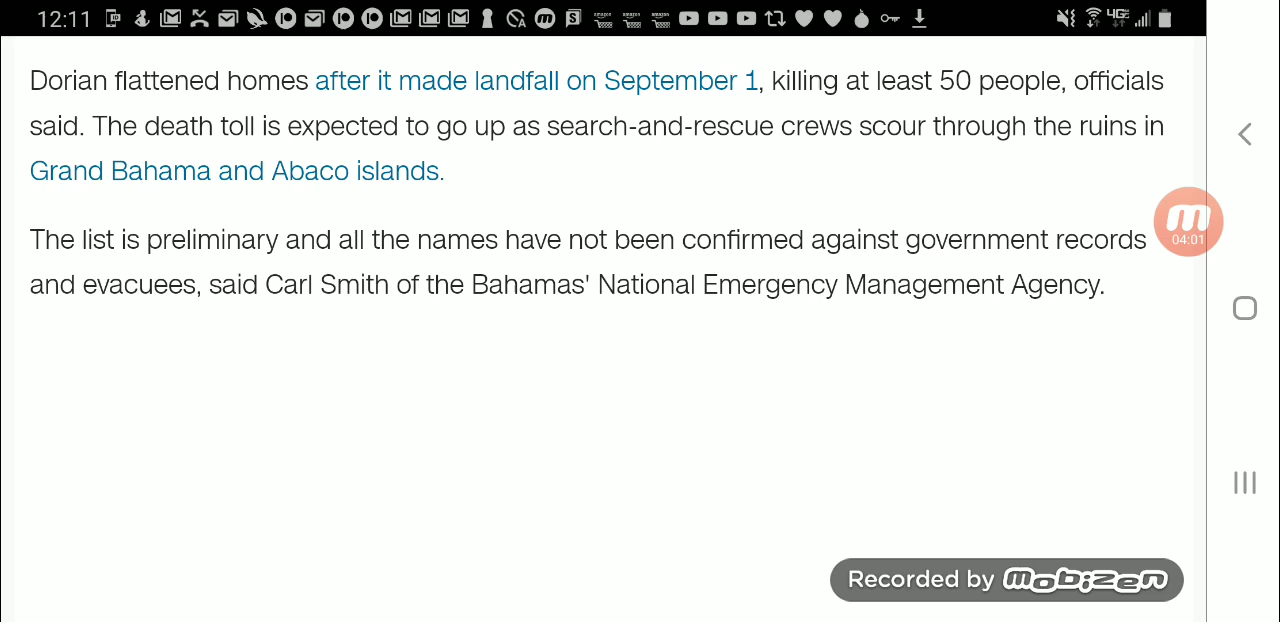 12:11
4GE
Dorian flattened homes after it made landfall on September 1, killing at least 50 people, officials
said. The death toll is expected to go up as search-and-rescue crews scour through the ruins in
Grand Bahama and Abaco islands.
The list is preliminary and all the names have not been confirmed against government records
and evacuees, said Carl Smith of the Bahamas' National Emergency Management Agency.
04:01
Recorded by mobizen